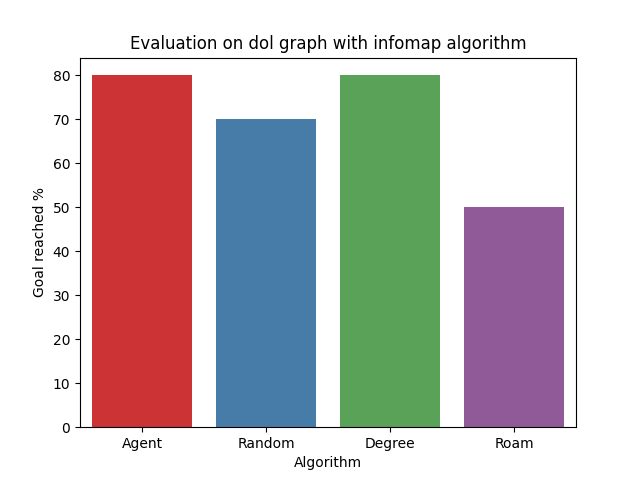 Evaluation on dol graph with infomap algorithm
Goal reached %
80
70
60
50
40
30
20
10
0
Agent
Random
Degree
Roam
Algorithm